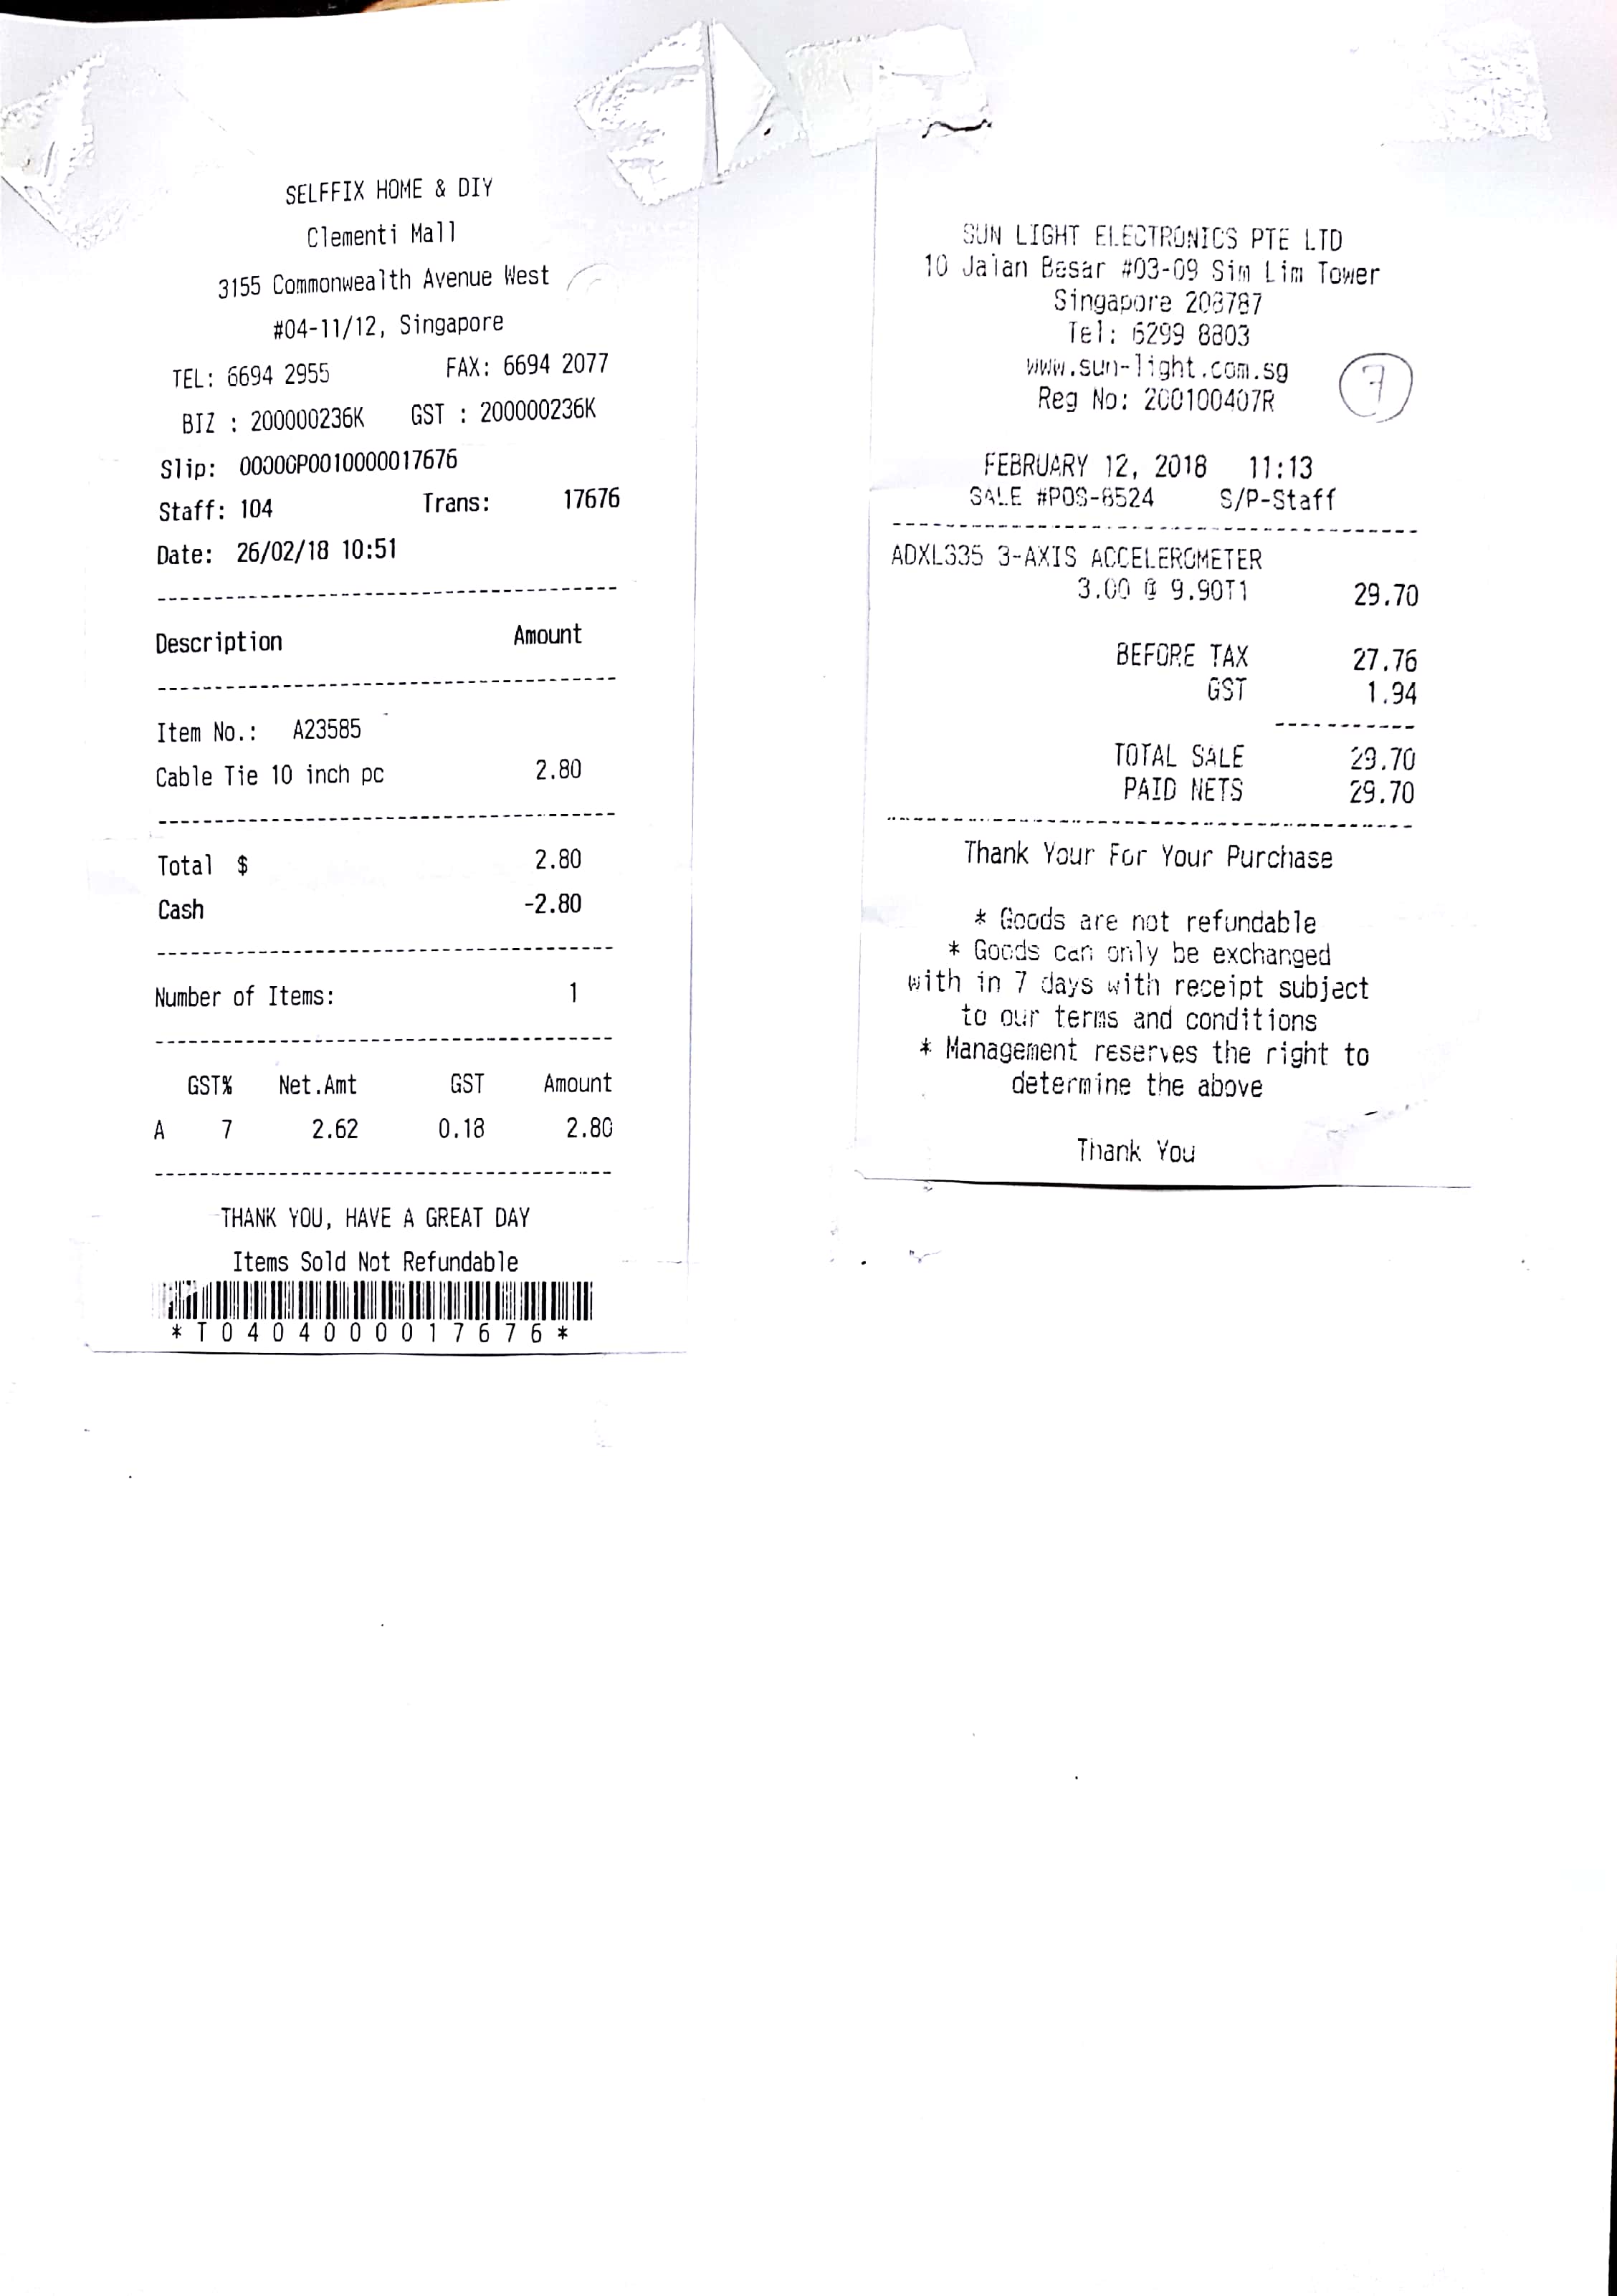 SELFFIX HOME & DIY
Clementi Mall
3155 Commonwealth Avenue West
#04-11/12, Singapore
TEL: 6694 2955 FAX: 6694 2077
BIZ : 200000236K GST : 200000236K
Slip: 00000P0010000017676
Staff: 104 Trans: 17676
Date: 26/02/18 10:51
Description Amount
Item No.: A23585
Cable Tie 10 inch pc 2.80
Total $ 2.80
Cash -2.80
Number of Items: 1
GST% Net.Amt GST Amount
A 7 2.62 0.18 2.80
THANK YOU, HAVE A GREAT DAY
Items Sold Not Refundable
*T0404000017676*
SUN LIGHT ELECTRONICS PTE LTD
10 Jalan Besar #03-09 Sim Lim Tower
Singapore 208787
Tel: 6299 8803
www.sun-light.com.sg
Reg No: 200100407R
7
FEBRUARY 12, 2018 11:13
SALE #POS-8524 S/P-Staff
ADXL335 3-AXIS ACCELEROMETER
3.00 @ 9.90T1 29.70
BEFORE TAX 27.76
GST 1.94
TOTAL SALE 29.70
PAID NETS 29.70
Thank Your For Your Purchase
* Goods are not refundable
* Goods can only be exchanged
with in 7 days with receipt subject
to our terms and conditions
* Management reserves the right to
determine the above
Thank You